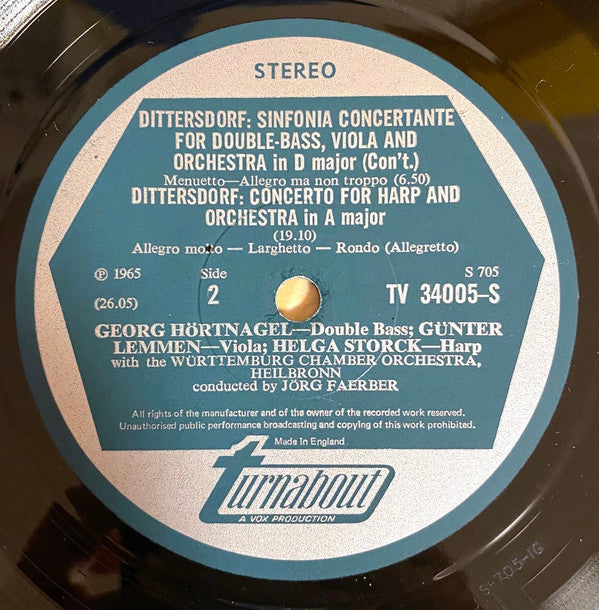 STEREO
DITTERSDORF: SINFONIA CONCERTANTE
FOR DOUBLE-BASS, VIOLA AND
ORCHESTRA in D major (Con't.)
Menuetto—Allegro ma non troppo (6.50)
DITTERSDORF: CONCERTO FOR HARP AND
ORCHESTRA in A major
(19.10)
Allegro molto — Larghetto — Rondo (Allegretto)
℗ 1965 Side S 705
(26.05) 2 TV 34005-S
GEORG HÖRTNAGEL—Double Bass; GÜNTER
LEMMEN—Viola; HELGA STORCK—Harp
with the WÜRTTEMBURG CHAMBER ORCHESTRA,
HEILBRONN
conducted by JÖRG FAERBER
All rights of the manufacturer and of the owner of the recorded work reserved.
Unauthorised public performance broadcasting and copying of this work prohibited.
Made In England
turnabout
A VOX PRODUCTION